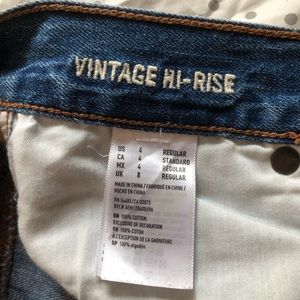 VINTAGE HI-RISE
US 4 REGULAR
CA 4 STANDARD
MX 4 REGULAR
UK 8 REGULAR
MADE IN CHINA / FABRIQUÉ EN CHINE /
HECHO EN CHINA
EN 100% COTTON
EXCLUSIVE OF DECORATION
FR 100% COTON
À L'EXCEPTION DE LA GARNITURE
SP 100% algodón